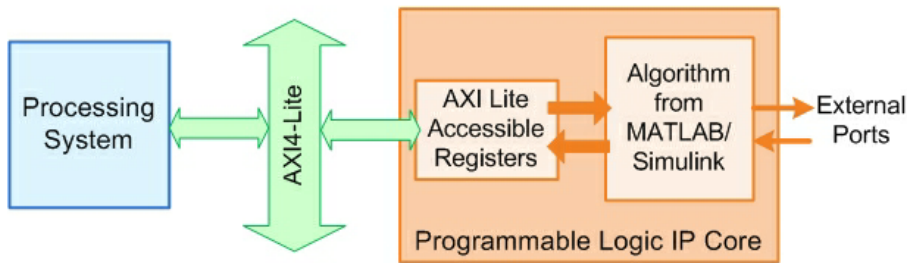 Processing
System
AXI4-Lite
AXI Lite
Accessible
Registers
Algorithm
from
MATLAB/
Simulink
External
Ports
Programmable Logic IP Core